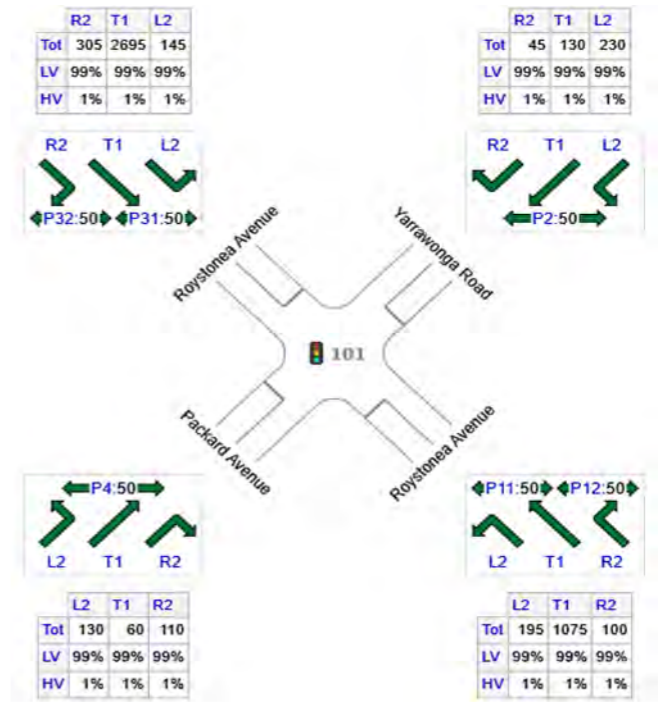 R2 T1 L2
Tot 305 2695 145
LV 99% 99% 99%
HV 1% 1% 1%
R2 T1 L2
Tot 45 130 230
LV 99% 99% 99%
HV 1% 1% 1%
R2 T1 L2
P32:50 P31:50
R2 T1 L2
P2:50
Roystonea Avenue
Yarrawonga Road
101
Packard Avenue
Roystonea Avenue
P4:50
L2 T1 R2
P11:50 P12:50
L2 T1 R2
L2 T1 R2
Tot 130 60 110
LV 99% 99% 99%
HV 1% 1% 1%
L2 T1 R2
Tot 195 1075 100
LV 99% 99% 99%
HV 1% 1% 1%